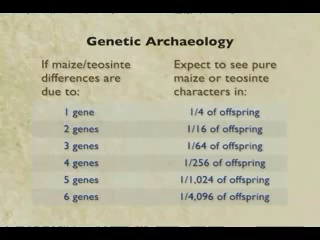 Genetic Archaeology
If maize/teosinte
differences are
due to:
Expect to see pure
maize or teosinte
characters in:
1 gene 1/4 of offspring
2 genes 1/16 of offspring
3 genes 1/64 of offspring
4 genes 1/256 of offspring
5 genes 1/1,024 of offspring
6 genes 1/4,096 of offspring